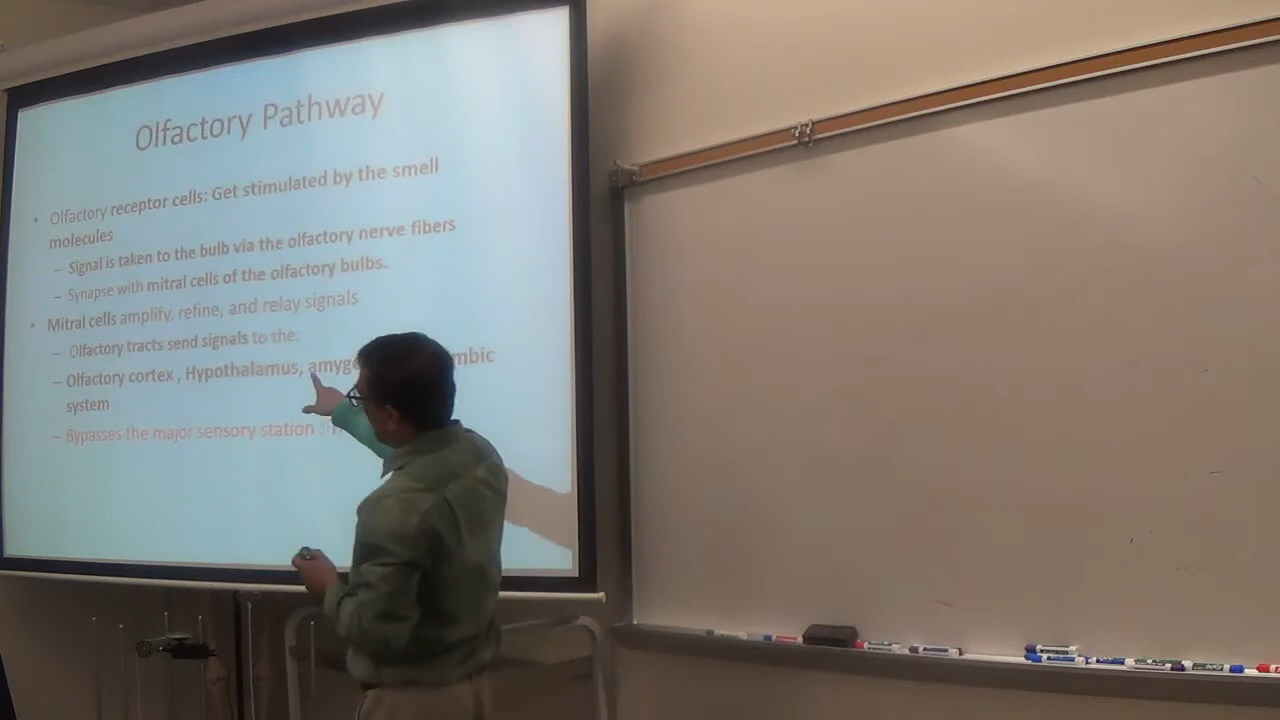 Olfactory Pathway
• Olfactory receptor cells: Get stimulated by the smell
molecules
– Signal is taken to the bulb via the olfactory nerve fibers
– Synapse with mitral cells of the olfactory bulbs.
• Mitral cells amplify, refine, and relay signals
– Olfactory tracts send signals to the:
– Olfactory cortex , Hypothalamus,
system
– Bypasses the major sensory station :